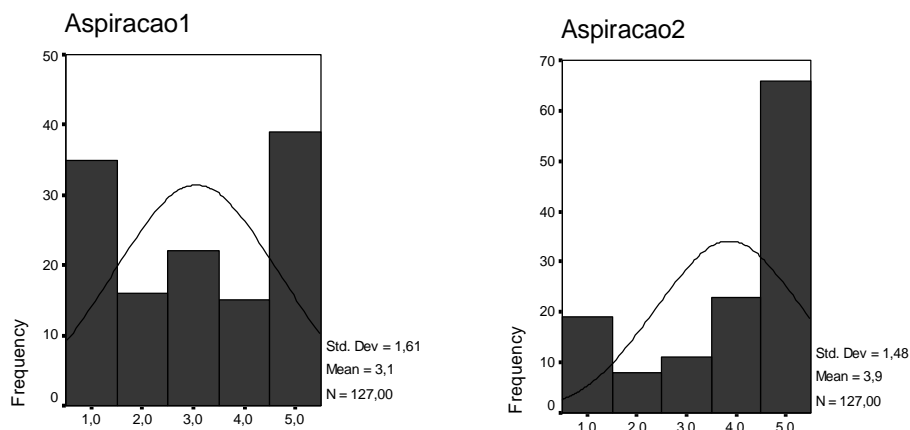 Aspiracao1
50
40
30
20
10
0
Frequency
1,0 2,0 3,0 4,0 5,0
Std. Dev = 1,61
Mean = 3,1
N = 127,00
Aspiracao2
70
60
50
40
30
20
10
0
Frequency
1,0 2,0 3,0 4,0 5,0
Std. Dev = 1,48
Mean = 3,9
N = 127,00